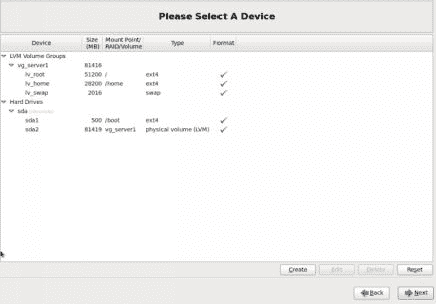 Please Select A Device
Device Size (MB) Mount Point/ RAID/Volume Type Format
LVM Volume Groups
vg_server1 81416
lv_root 51200 / ext4
lv_home 28200 /home ext4
lv_swap 2016 swap
Hard Drives
sda
sda1 500 /boot ext4
sda2 81419 vg_server1 physical volume (LVM)
Create Edit Delete Reset
Back Next